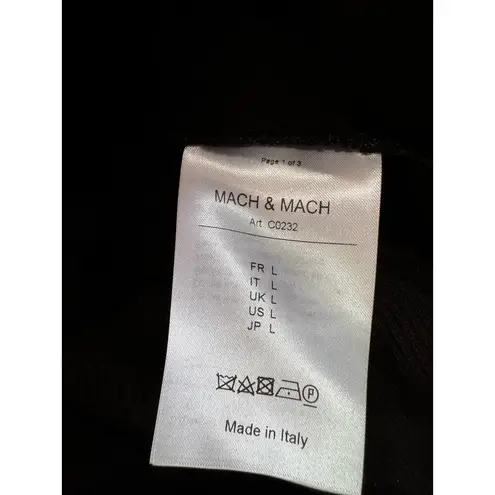 Page 1 of 3
MACH & MACH
Art. C0232
FR L
IT L
UK L
US L
JP L
P
Made in Italy